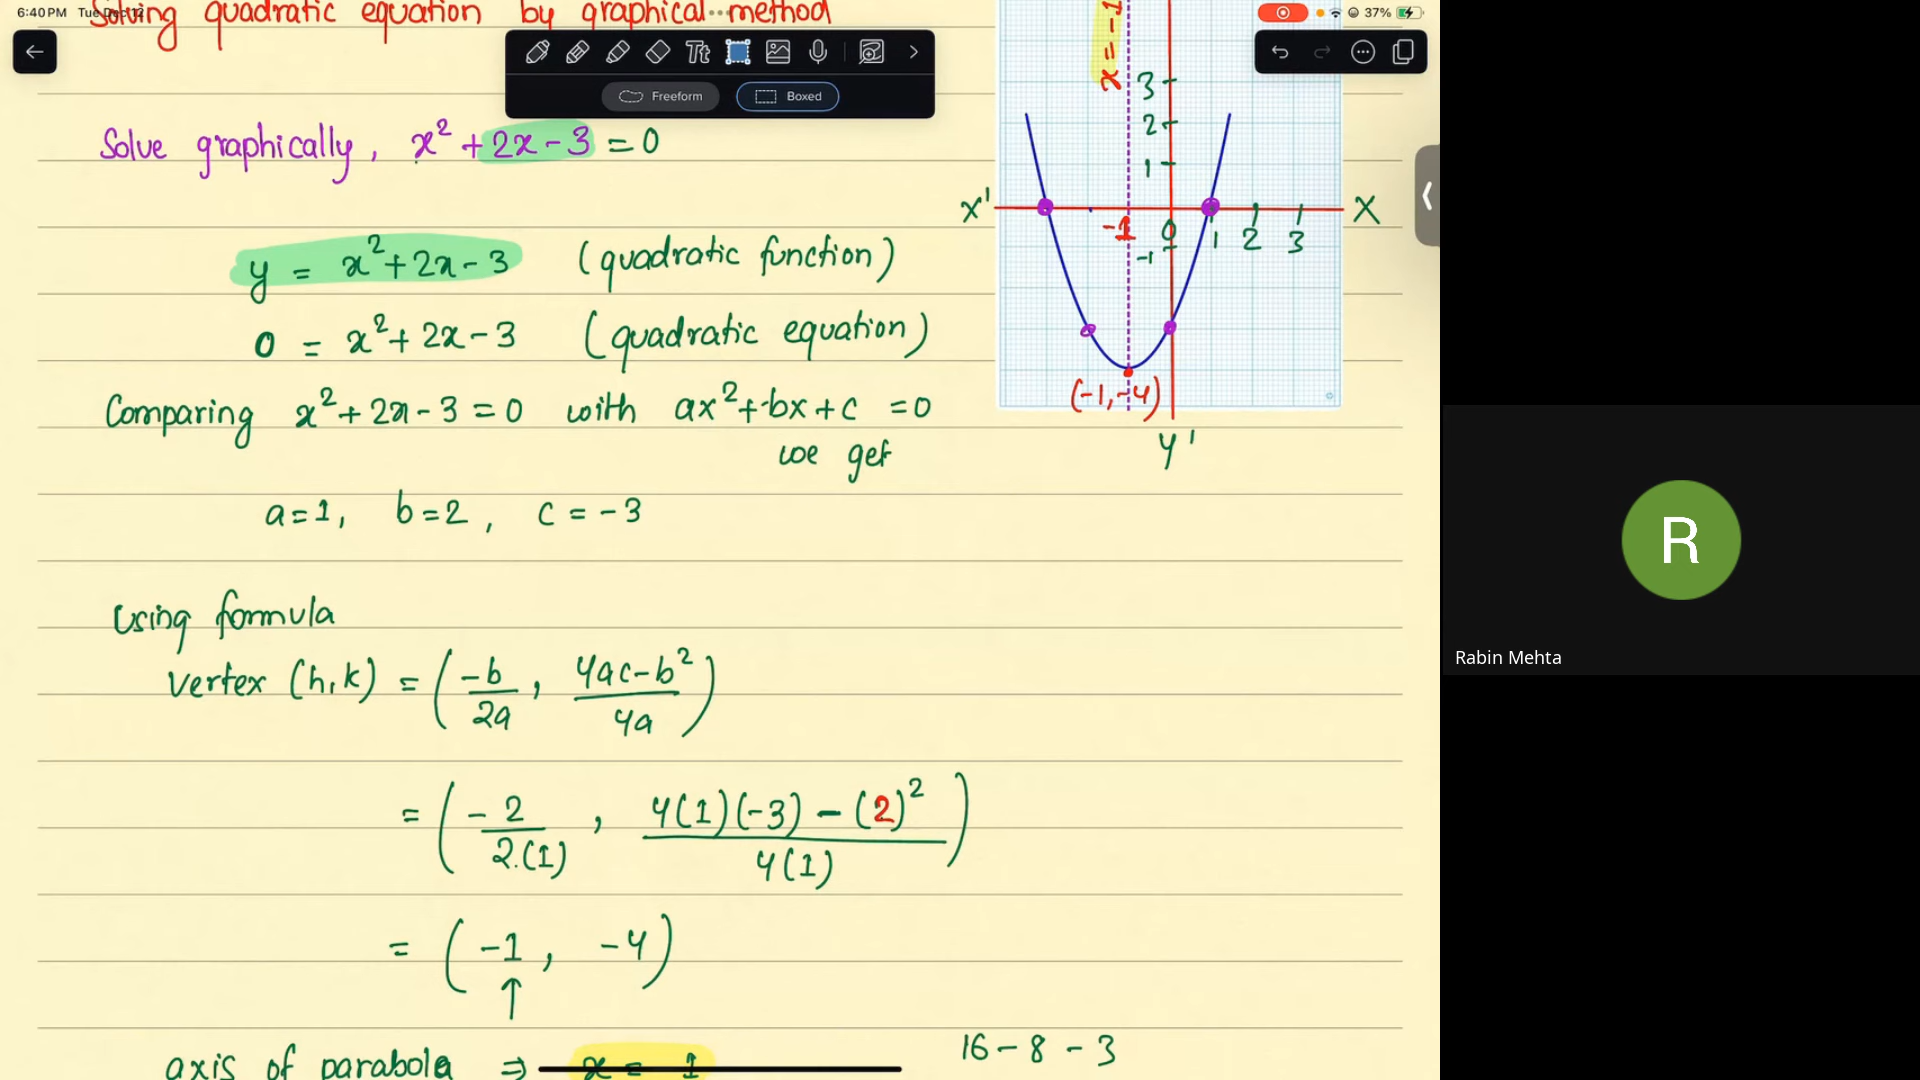 6:40 PM Tue Dec 12
37%
Solving quadratic equation by graphical method
Freeform
Boxed
Solve graphically, x² + 2x - 3 = 0
y = x² + 2x - 3 (quadratic function)
0 = x² + 2x - 3 (quadratic equation)
Comparing x² + 2x - 3 = 0 with ax² + bx + c = 0
we get
a = 1, b = 2, c = -3
Using formula
Vertex (h, k) = (-b/2a, 4ac-b²/4a)
= (-2/2.(1), 4(1)(-3) - (2)²/4(1))
= (-1, -4)
↑
axis of parabola ⇒
16 - 8 - 3
x = -1
3
2
1
X' X
-1 0 1 2 3
-1
(-1, -4)
Y'
R
Rabin Mehta